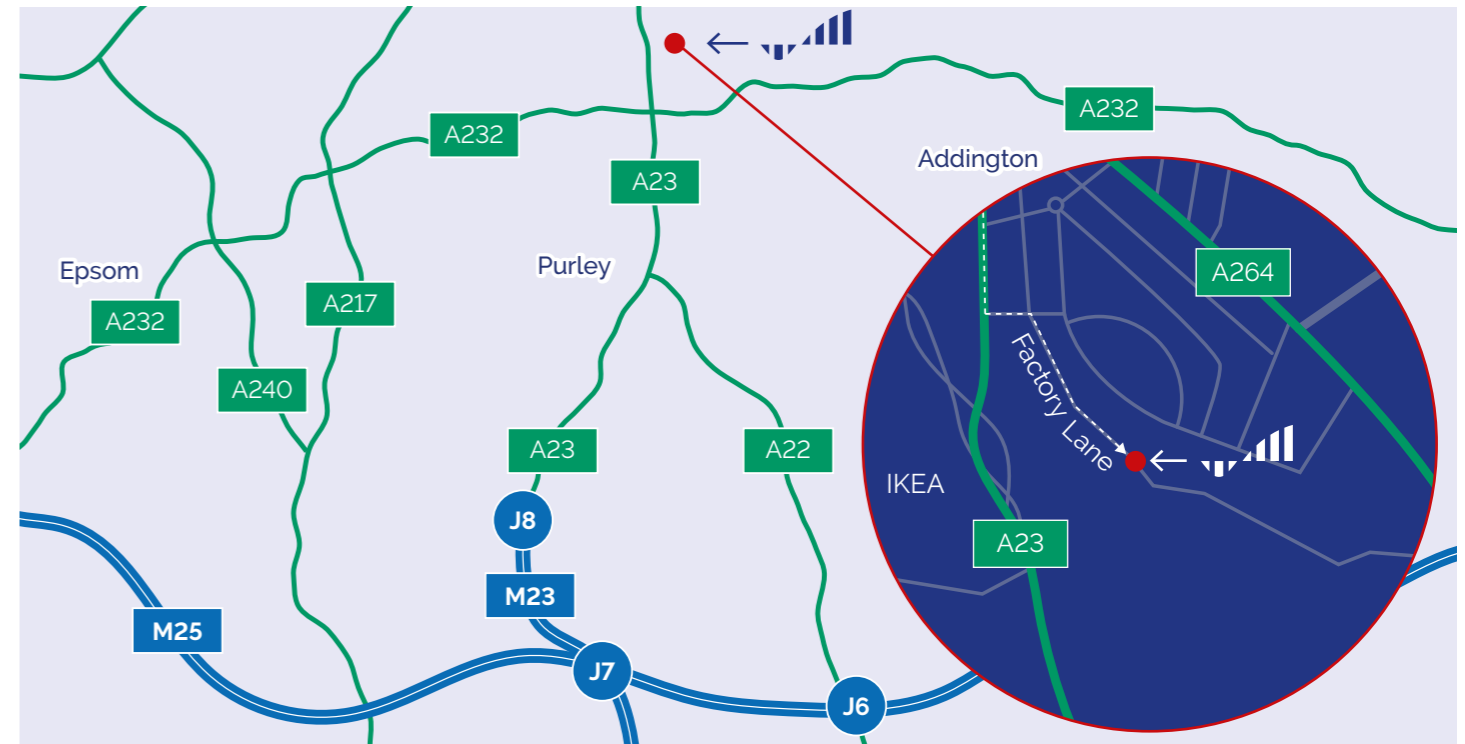 A232
A232
Addington
A23
Epsom
Purley
A264
A232
A217
Factory Lane
A240
A23
A22
IKEA
J8
A23
M23
M25
J7
J6